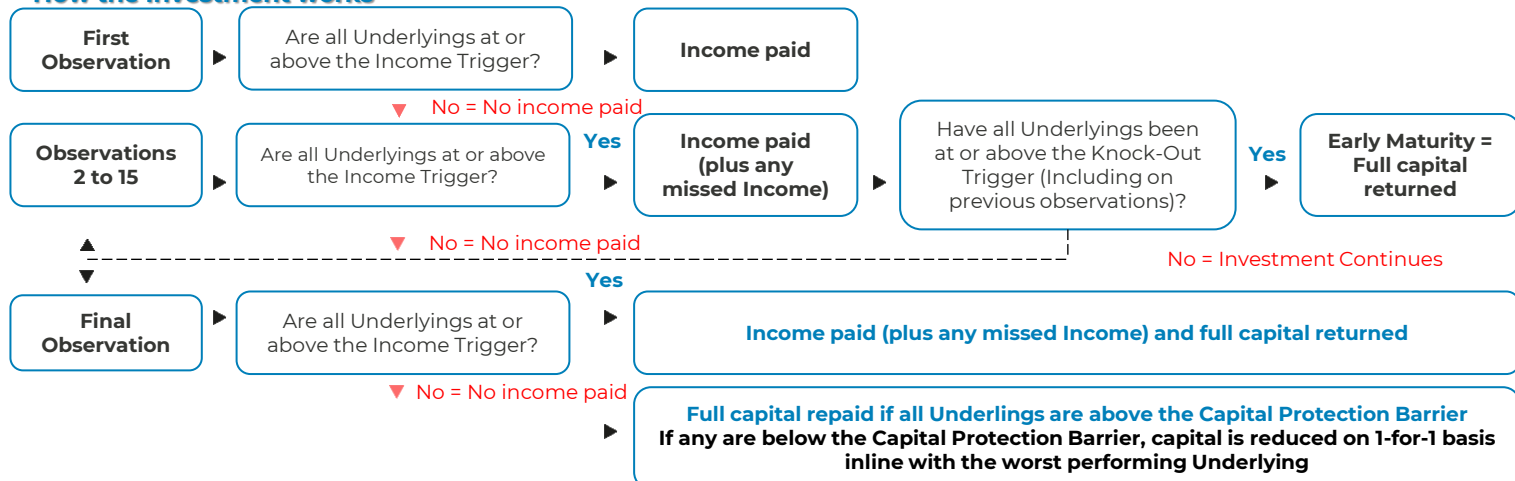 How the investment works
First
Observation
Are all Underlyings at or
above the Income Trigger?
Income paid
No = No income paid
Observations
2 to 15
Are all Underlyings at or above
the Income Trigger?
Yes
Income paid
(plus any
missed Income)
Have all Underlyings been
at or above the Knock-Out
Trigger (Including on
previous observations)?
Yes
Early Maturity =
Full capital
returned
No = No income paid
No = Investment Continues
Final
Observation
Are all Underlyings at or
above the Income Trigger?
Yes
Income paid (plus any missed Income) and full capital returned
No = No income paid
Full capital repaid if all Underlings are above the Capital Protection Barrier
If any are below the Capital Protection Barrier, capital is reduced on 1-for-1 basis
inline with the worst performing Underlying